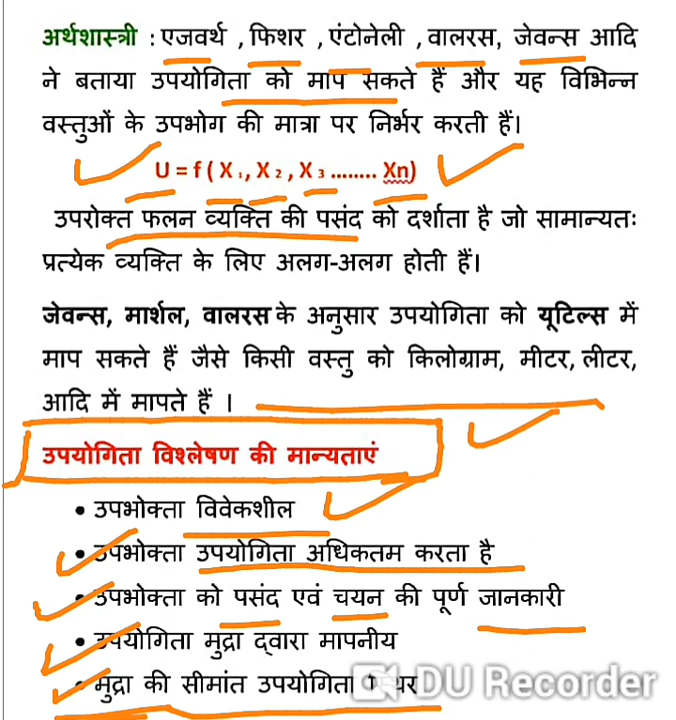 अर्थशास्त्री : एजवर्थ , फिशर , एंटोनेली , वालरस, जेवन्स आदि
ने बताया उपयोगिता को माप सकते हैं और यह विभिन्न
वस्तुओं के उपभोग की मात्रा पर निर्भर करती हैं।
U = f ( X ₁, X ₂ , X ₃ ........ Xn)
उपरोक्त फलन व्यक्ति की पसंद को दर्शाता है जो सामान्यतः
प्रत्येक व्यक्ति के लिए अलग-अलग होती हैं।
जेवन्स, मार्शल, वालरस के अनुसार उपयोगिता को यूटिल्स में
माप सकते हैं जैसे किसी वस्तु को किलोग्राम, मीटर, लीटर,
आदि में मापते हैं ।
उपयोगिता विश्लेषण की मान्यताएं
• उपभोक्ता विवेकशील
• उपभोक्ता उपयोगिता अधिकतम करता है
• उपभोक्ता को पसंद एवं चयन की पूर्ण जानकारी
• उपयोगिता मुद्रा द्वारा मापनीय
• मुद्रा की सीमांत उपयोगिता
DU Recorder